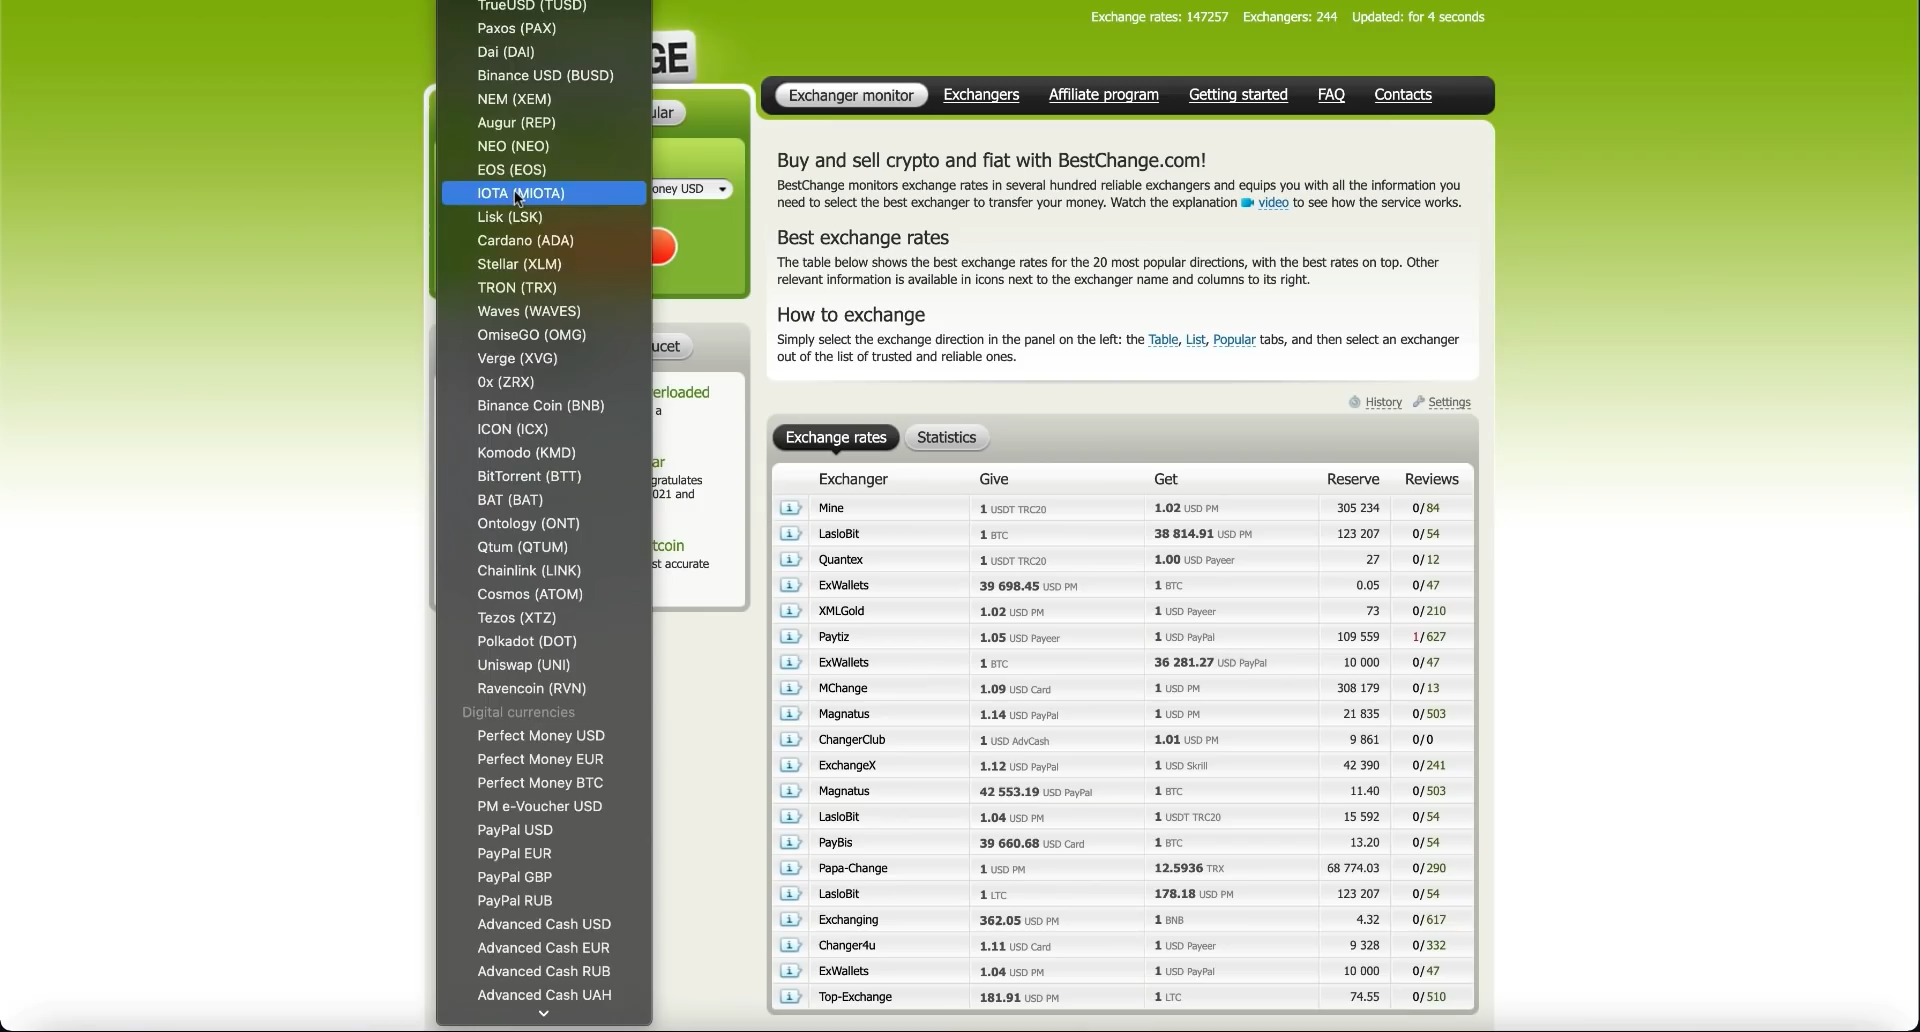 TrueUSD (TUSD)
Paxos (PAX)
Dai (DAI)
Binance USD (BUSD)
NEM (XEM)
Augur (REP)
NEO (NEO)
EOS (EOS)
IOTA (MIOTA)
Lisk (LSK)
Cardano (ADA)
Stellar (XLM)
TRON (TRX)
Waves (WAVES)
OmiseGO (OMG)
Verge (XVG)
0x (ZRX)
Binance Coin (BNB)
ICON (ICX)
Komodo (KMD)
BitTorrent (BTT)
BAT (BAT)
Ontology (ONT)
Qtum (QTUM)
Chainlink (LINK)
Cosmos (ATOM)
Tezos (XTZ)
Polkadot (DOT)
Uniswap (UNI)
Ravencoin (RVN)
Digital currencies
Perfect Money USD
Perfect Money EUR
Perfect Money BTC
PM e-Voucher USD
PayPal USD
PayPal EUR
PayPal GBP
PayPal RUB
Advanced Cash USD
Advanced Cash EUR
Advanced Cash RUB
Advanced Cash UAH
GE
ular
oney USD
ucet
erloaded
a
ar
gratulates
021 and
tcoin
st accurate
Exchange rates: 147257 Exchangers: 244 Updated: for 4 seconds
Exchanger monitor Exchangers Affiliate program Getting started FAQ Contacts
Buy and sell crypto and fiat with BestChange.com!
BestChange monitors exchange rates in several hundred reliable exchangers and equips you with all the information you
need to select the best exchanger to transfer your money. Watch the explanation video to see how the service works.
Best exchange rates
The table below shows the best exchange rates for the 20 most popular directions, with the best rates on top. Other
relevant information is available in icons next to the exchanger name and columns to its right.
How to exchange
Simply select the exchange direction in the panel on the left: the Table, List, Popular tabs, and then select an exchanger
out of the list of trusted and reliable ones.
History Settings
Exchange rates Statistics
Exchanger Give Get Reserve Reviews
Mine 1 USDT TRC20 1.02 USD PM 305 234 0/84
LasloBit 1 BTC 38 814.91 USD PM 123 207 0/54
Quantex 1 USDT TRC20 1.00 USD Payeer 27 0/12
ExWallets 39 698.45 USD PM 1 BTC 0.05 0/47
XMLGold 1.02 USD PM 1 USD Payeer 73 0/210
Paytiz 1.05 USD Payeer 1 USD PayPal 109 559 1/627
ExWallets 1 BTC 36 281.27 USD PayPal 10 000 0/47
MChange 1.09 USD Card 1 USD PM 308 179 0/13
Magnatus 1.14 USD PayPal 1 USD PM 21 835 0/503
ChangerClub 1 USD AdvCash 1.01 USD PM 9 861 0/0
ExchangeX 1.12 USD PayPal 1 USD Skrill 42 390 0/241
Magnatus 42 553.19 USD PayPal 1 BTC 11.40 0/503
LasloBit 1.04 USD PM 1 USDT TRC20 15 592 0/54
PayBis 39 660.68 USD Card 1 BTC 13.20 0/54
Papa-Change 1 USD PM 12.5936 TRX 68 774.03 0/290
LasloBit 1 LTC 178.18 USD PM 123 207 0/54
Exchanging 362.05 USD PM 1 BNB 4.32 0/617
Changer4u 1.11 USD Card 1 USD Payeer 9 328 0/332
ExWallets 1.04 USD PM 1 USD PayPal 10 000 0/47
Top-Exchange 181.91 USD PM 1 LTC 74.55 0/510